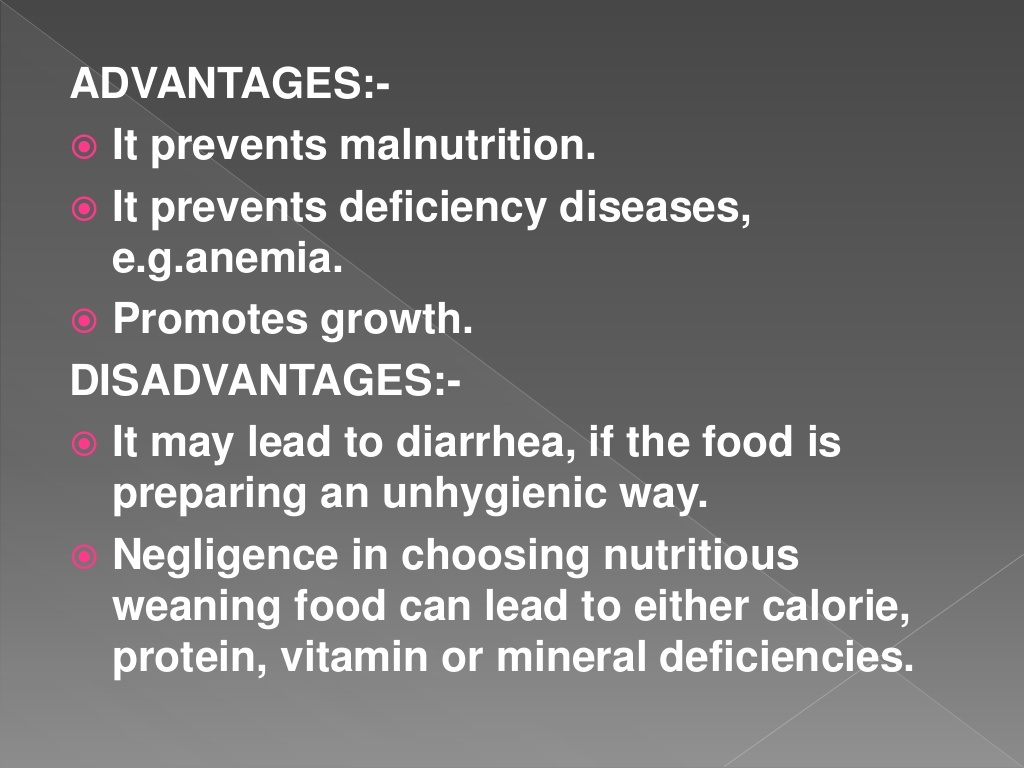 ADVANTAGES:-
It prevents malnutrition.
It prevents deficiency diseases,
e.g.anemia.
Promotes growth.
DISADVANTAGES:-
It may lead to diarrhea, if the food is
preparing an unhygienic way.
Negligence in choosing nutritious
weaning food can lead to either calorie,
protein, vitamin or mineral deficiencies.